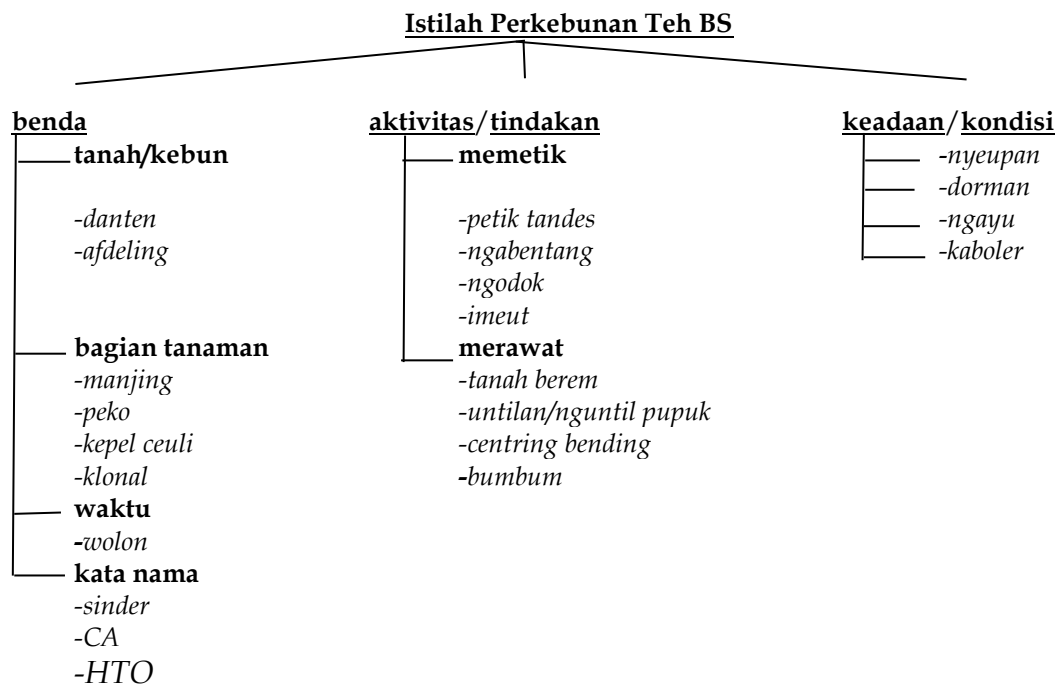 Istilah Perkebunan Teh BS
benda
tanah/kebun
-danten
-afdeling
bagian tanaman
-manjing
-peko
-kepel ceuli
-klonal
waktu
-wolon
kata nama
-sinder
-CA
-HTO
aktivitas/tindakan
memetik
-petik tandes
-ngabentang
-ngodok
-imeut
merawat
-tanah berem
-untilan/nguntil pupuk
-centring bending
-bumbum
keadaan/kondisi
-nyeupan
-dorman
-ngayu
-kaboler